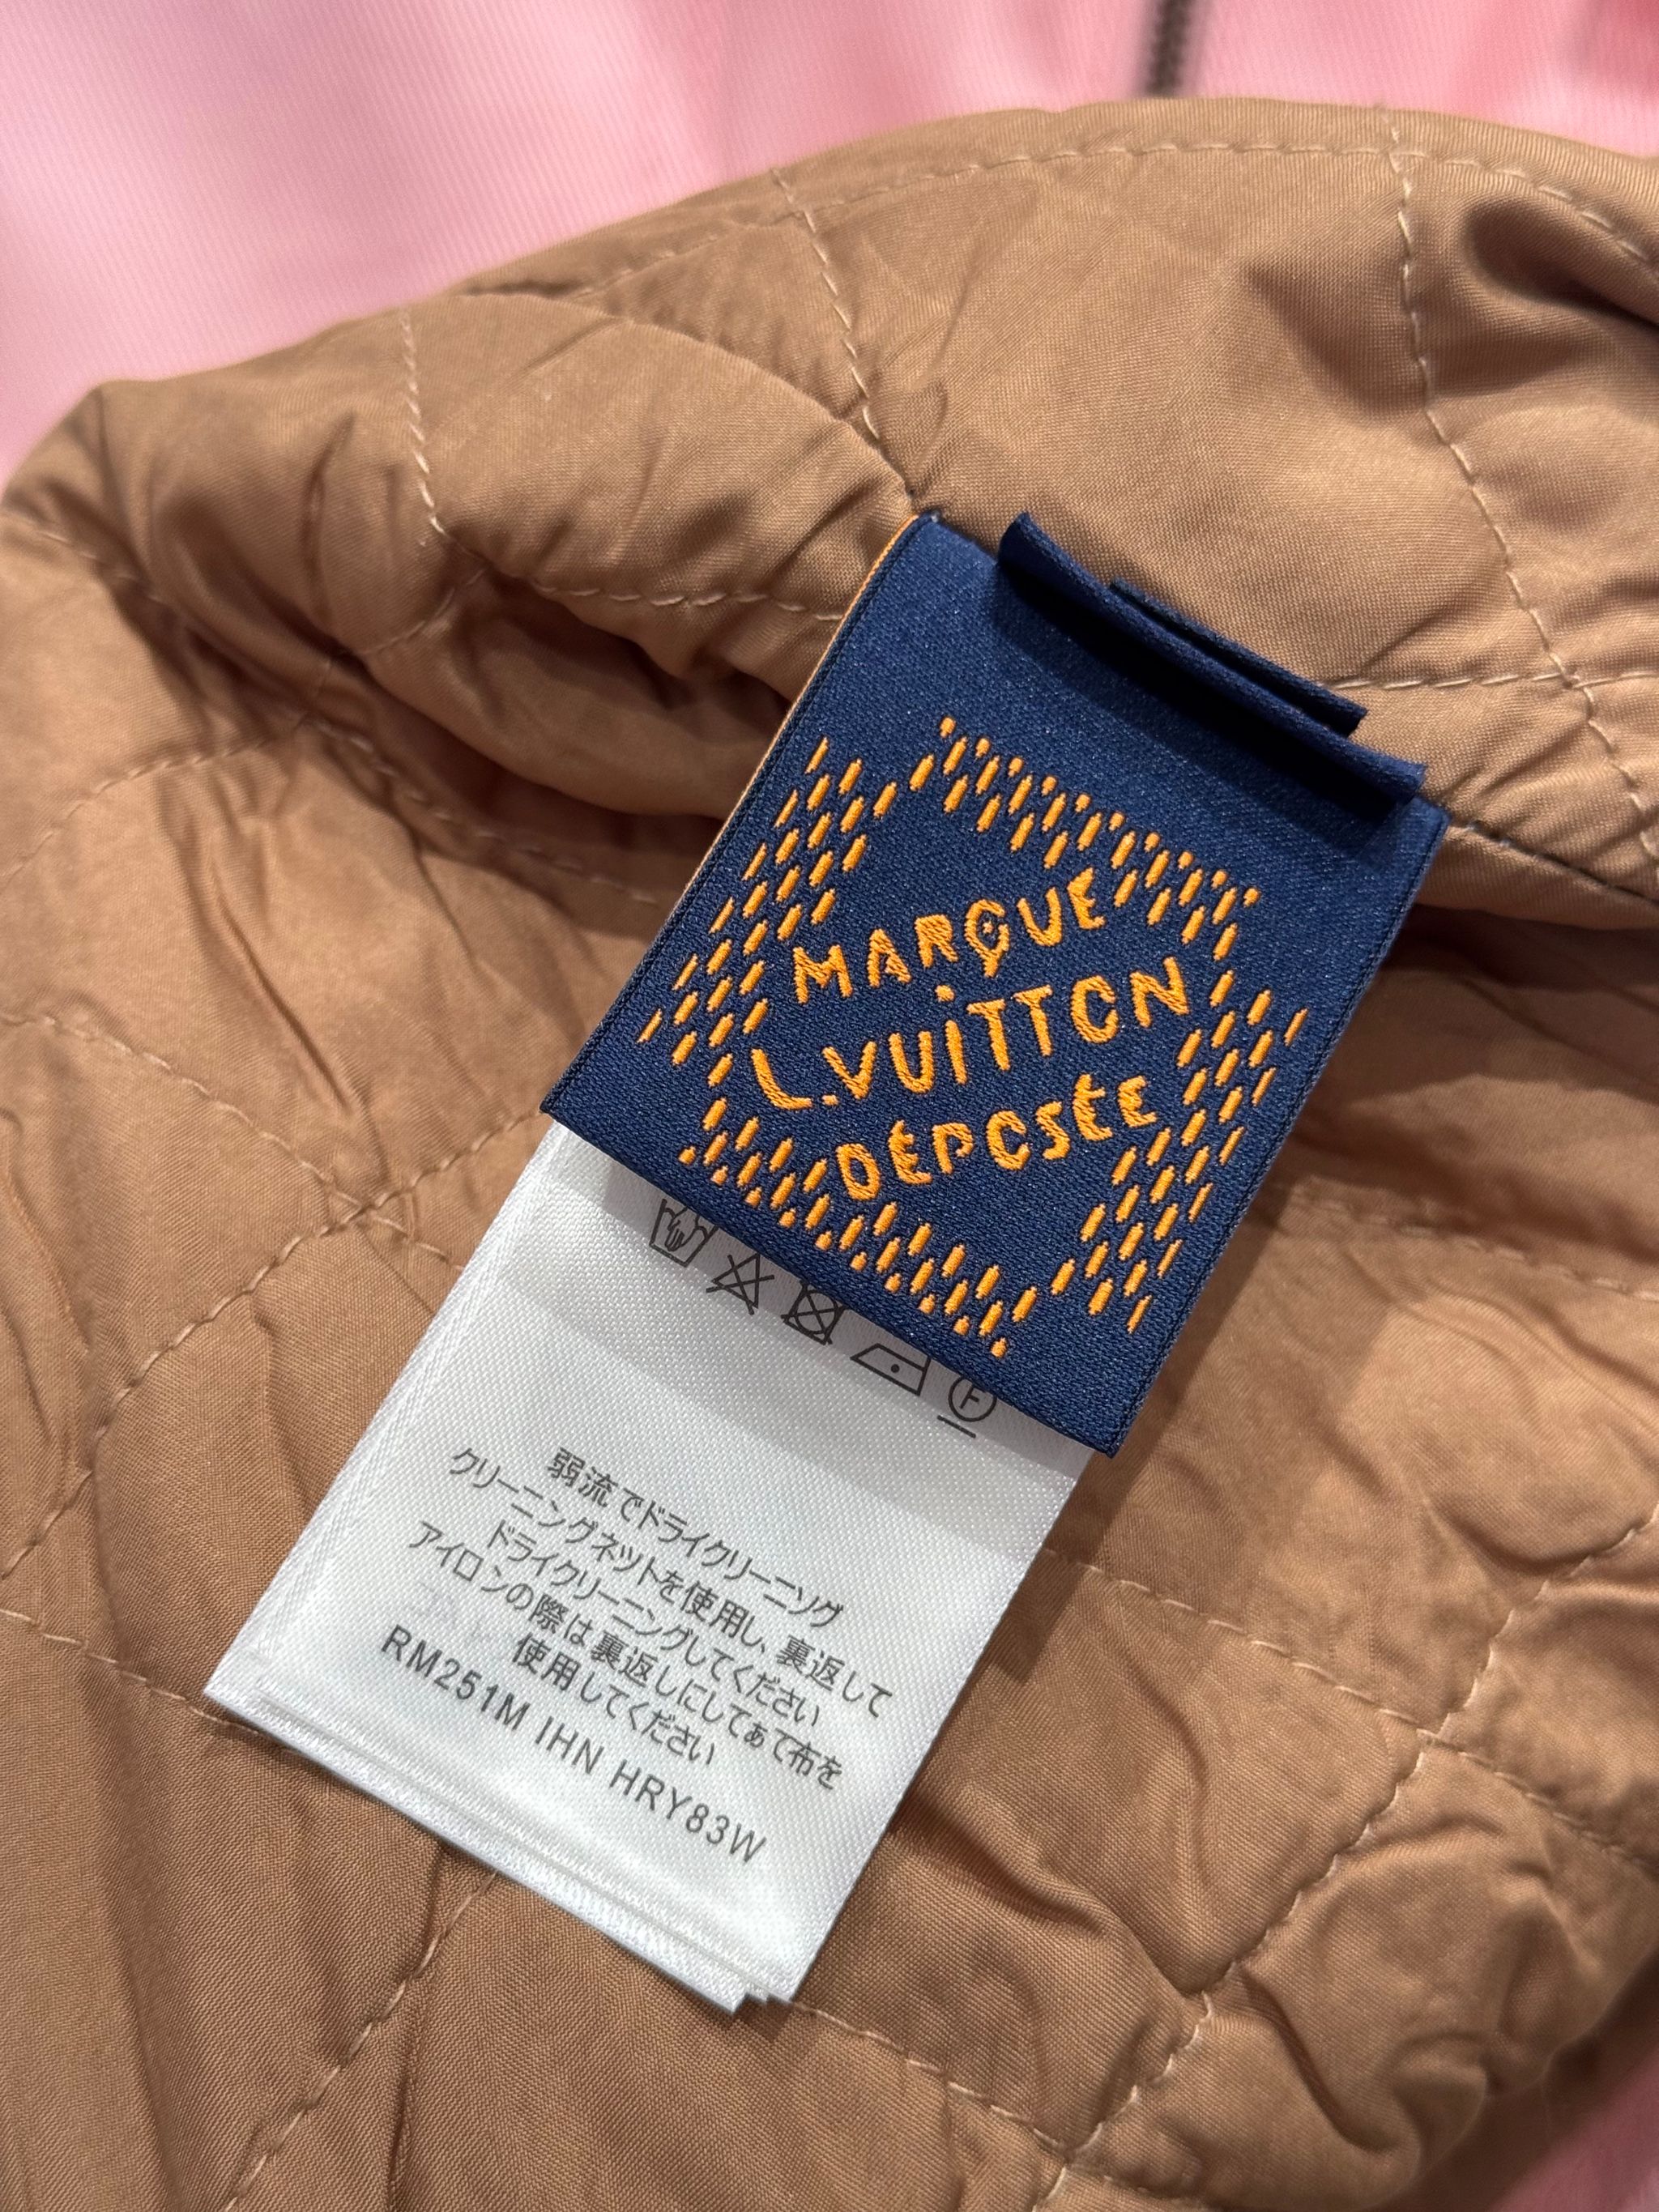 MARQUE
L.VUITTON
DÉPOSÉE
F
弱流でドライクリーニソグ
クリーニングネットを使用し、裏返して
ドライクリーニングしてください
アイロンの際は裏返しにしてぁて布を
使用してください
RM251M IHN HRY83W